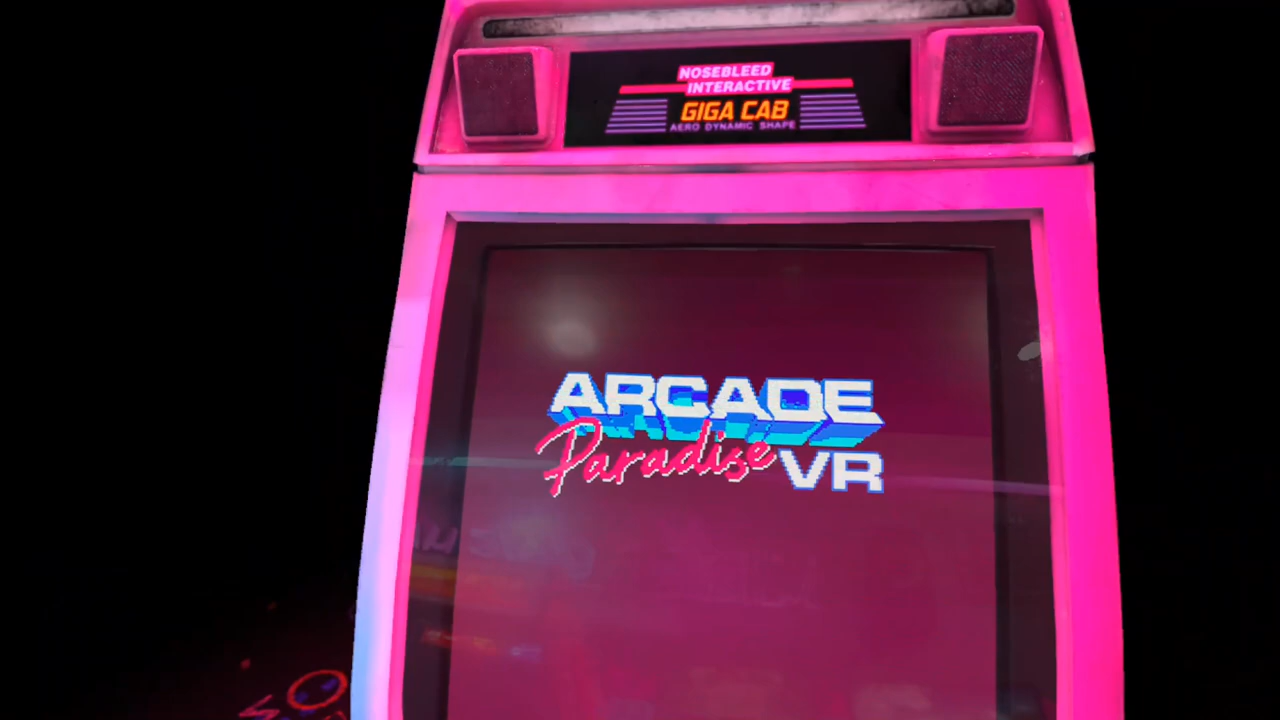 NOSEBLEED
INTERACTIVE
GIGA CAB
AERO DYNAMIC SHAPE
ARCADE
Paradise VR